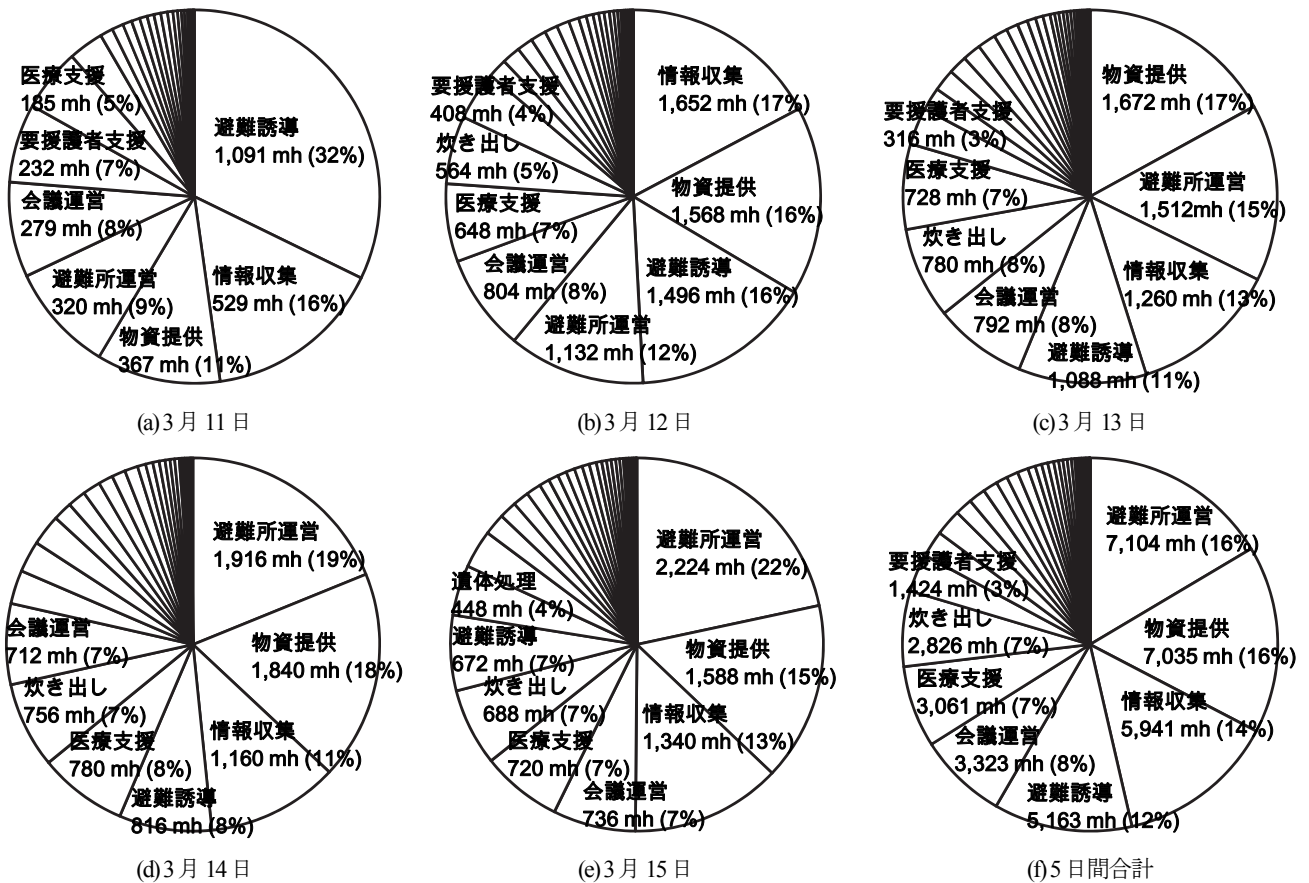 避難誘導
1,091 mh (32%)
情報収集
529 mh (16%)
物資提供
367 mh (11%)
避難所運営
320 mh (9%)
会議運営
279 mh (8%)
要援護者支援
232 mh (7%)
医療支援
185 mh (5%)
(a)3月11日
情報収集
1,652 mh (17%)
物資提供
1,568 mh (16%)
避難誘導
1,496 mh (16%)
避難所運営
1,132 mh (12%)
会議運営
804 mh (8%)
医療支援
648 mh (7%)
炊き出し
564 mh (5%)
要援護者支援
408 mh (4%)
(b)3月12日
物資提供
1,672 mh (17%)
避難所運営
1,512mh (15%)
情報収集
1,260 mh (13%)
避難誘導
1,088 mh (11%)
会議運営
792 mh (8%)
炊き出し
780 mh (8%)
医療支援
728 mh (7%)
要援護者支援
316 mh (3%)
(c)3月13日
避難所運営
1,916 mh (19%)
物資提供
1,840 mh (18%)
情報収集
1,160 mh (11%)
避難誘導
816 mh (8%)
医療支援
780 mh (8%)
炊き出し
756 mh (7%)
会議運営
712 mh (7%)
(d)3月14日
避難所運営
2,224 mh (22%)
物資提供
1,588 mh (15%)
情報収集
1,340 mh (13%)
会議運営
736 mh (7%)
医療支援
720 mh (7%)
炊き出し
688 mh (7%)
避難誘導
672 mh (7%)
遺体処理
448 mh (4%)
(e)3月15日
避難所運営
7,104 mh (16%)
物資提供
7,035 mh (16%)
情報収集
5,941 mh (14%)
避難誘導
5,163 mh (12%)
会議運営
3,323 mh (8%)
医療支援
3,061 mh (7%)
炊き出し
2,826 mh (7%)
要援護者支援
1,424 mh (3%)
(f)5日間合計